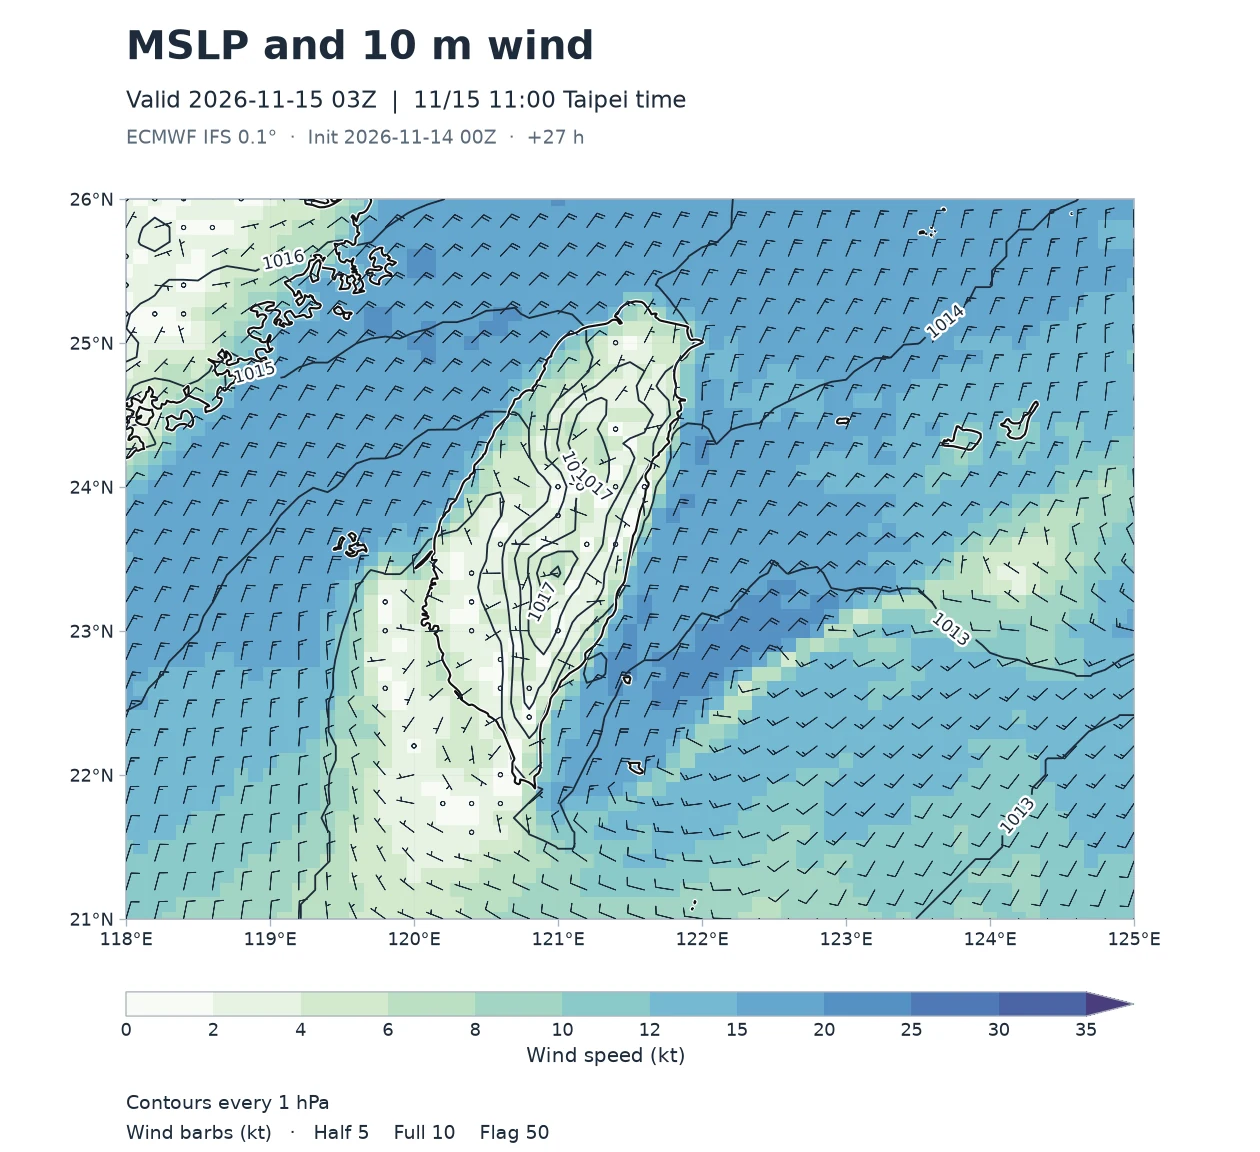 MSLP and 10 m wind
Valid 2026-11-15 03Z | 11/15 11:00 Taipei time
ECMWF IFS 0.1° · Init 2026-11-14 00Z · +27 h
26°N
25°N
24°N
23°N
22°N
21°N
1016
1015
1014
1017
1017
1013
1013
118°E 119°E 120°E 121°E 122°E 123°E 124°E 125°E
0 2 4 6 8 10 12 15 20 25 30 35
Wind speed (kt)
Contours every 1 hPa
Wind barbs (kt) · Half 5 Full 10 Flag 50